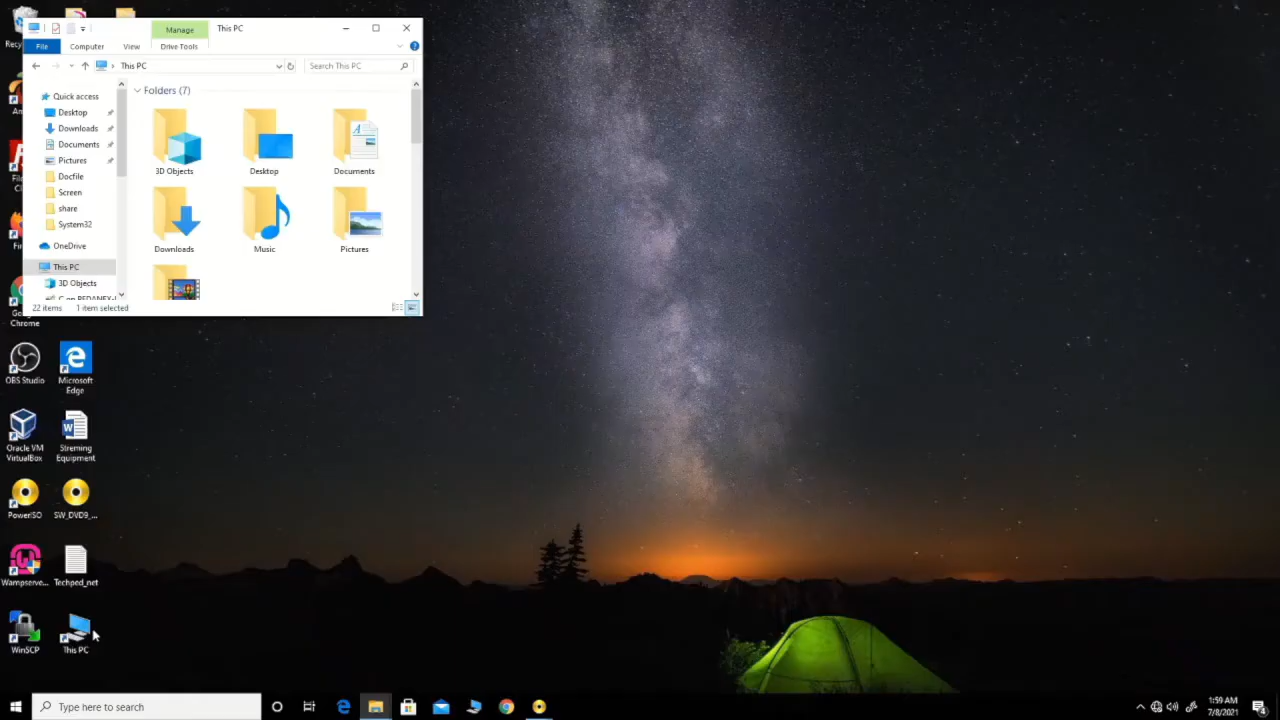 Manage
This PC
File
Computer
View
Drive Tools
This PC
Search This PC
Quick access
Desktop
Downloads
Documents
Pictures
Docfile
Screen
share
System32
OneDrive
This PC
3D Objects
Folders (7)
3D Objects
Desktop
Documents
Downloads
Music
Pictures
22 items
1 item selected
Chrome
OBS Studio
Microsoft
Edge
Oracle VM
VirtualBox
Streming
Equipment
PowerISO
SW_DVD9_...
Wampserve...
Techped_net
WinSCP
This PC
Type here to search
1:59 AM
7/8/2021
4